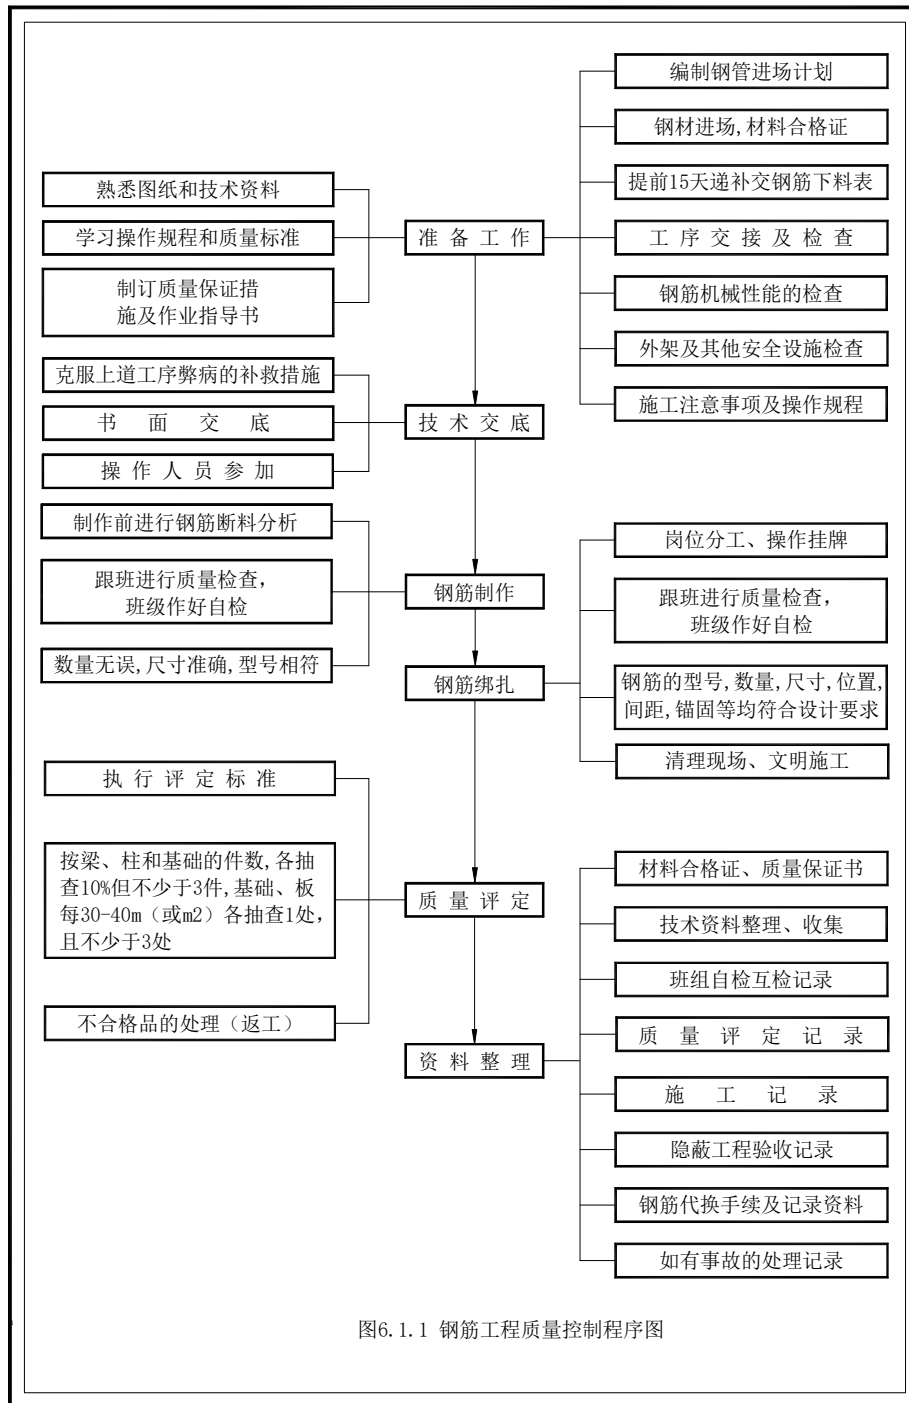 编制钢管进场计划
钢材进场,材料合格证
熟悉图纸和技术资料
提前15天递补交钢筋下料表
学习操作规程和质量标准
准备工作
工序交接及检查
制订质量保证措
施及作业指导书
钢筋机械性能的检查
外架及其他安全设施检查
克服上道工序弊病的补救措施
施工注意事项及操作规程
书面交底
技术交底
操作人员参加
制作前进行钢筋断料分析
岗位分工、操作挂牌
跟班进行质量检查,
班级作好自检
钢筋制作
跟班进行质量检查,
班级作好自检
数量无误,尺寸准确,型号相符
钢筋绑扎
钢筋的型号,数量,尺寸,位置,
间距,锚固等均符合设计要求
清理现场、文明施工
执行评定标准
按梁、柱和基础的件数,各抽
查10%但不少于3件,基础、板
每30-40m（或m2）各抽查1处,
且不少于3处
质量评定
材料合格证、质量保证书
技术资料整理、收集
班组自检互检记录
不合格品的处理（返工）
质量评定记录
资料整理
施工记录
隐蔽工程验收记录
钢筋代换手续及记录资料
如有事故的处理记录
图6.1.1 钢筋工程质量控制程序图